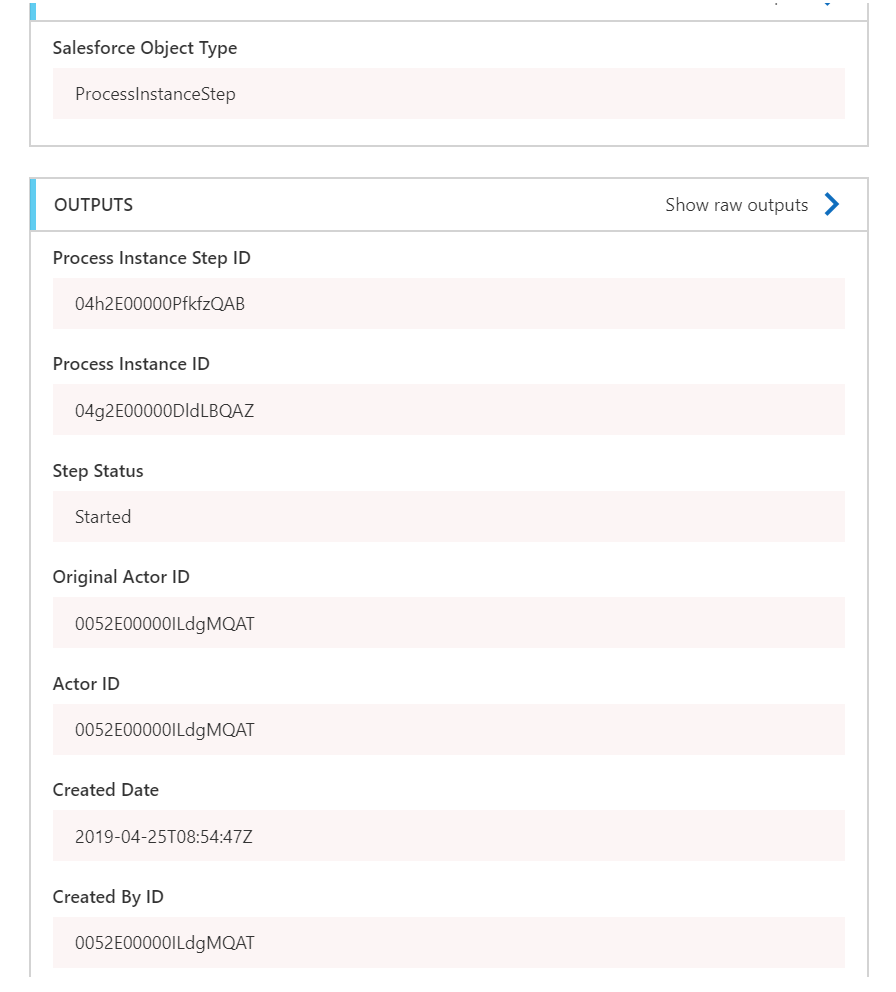 Salesforce Object Type
ProcessInstanceStep
OUTPUTS
Show raw outputs
Process Instance Step ID
04h2E00000PfkfzQAB
Process Instance ID
04g2E00000DldLBQAZ
Step Status
Started
Original Actor ID
0052E00000ILdgMQAT
Actor ID
0052E00000ILdgMQAT
Created Date
2019-04-25T08:54:47Z
Created By ID
0052E00000ILdgMQAT